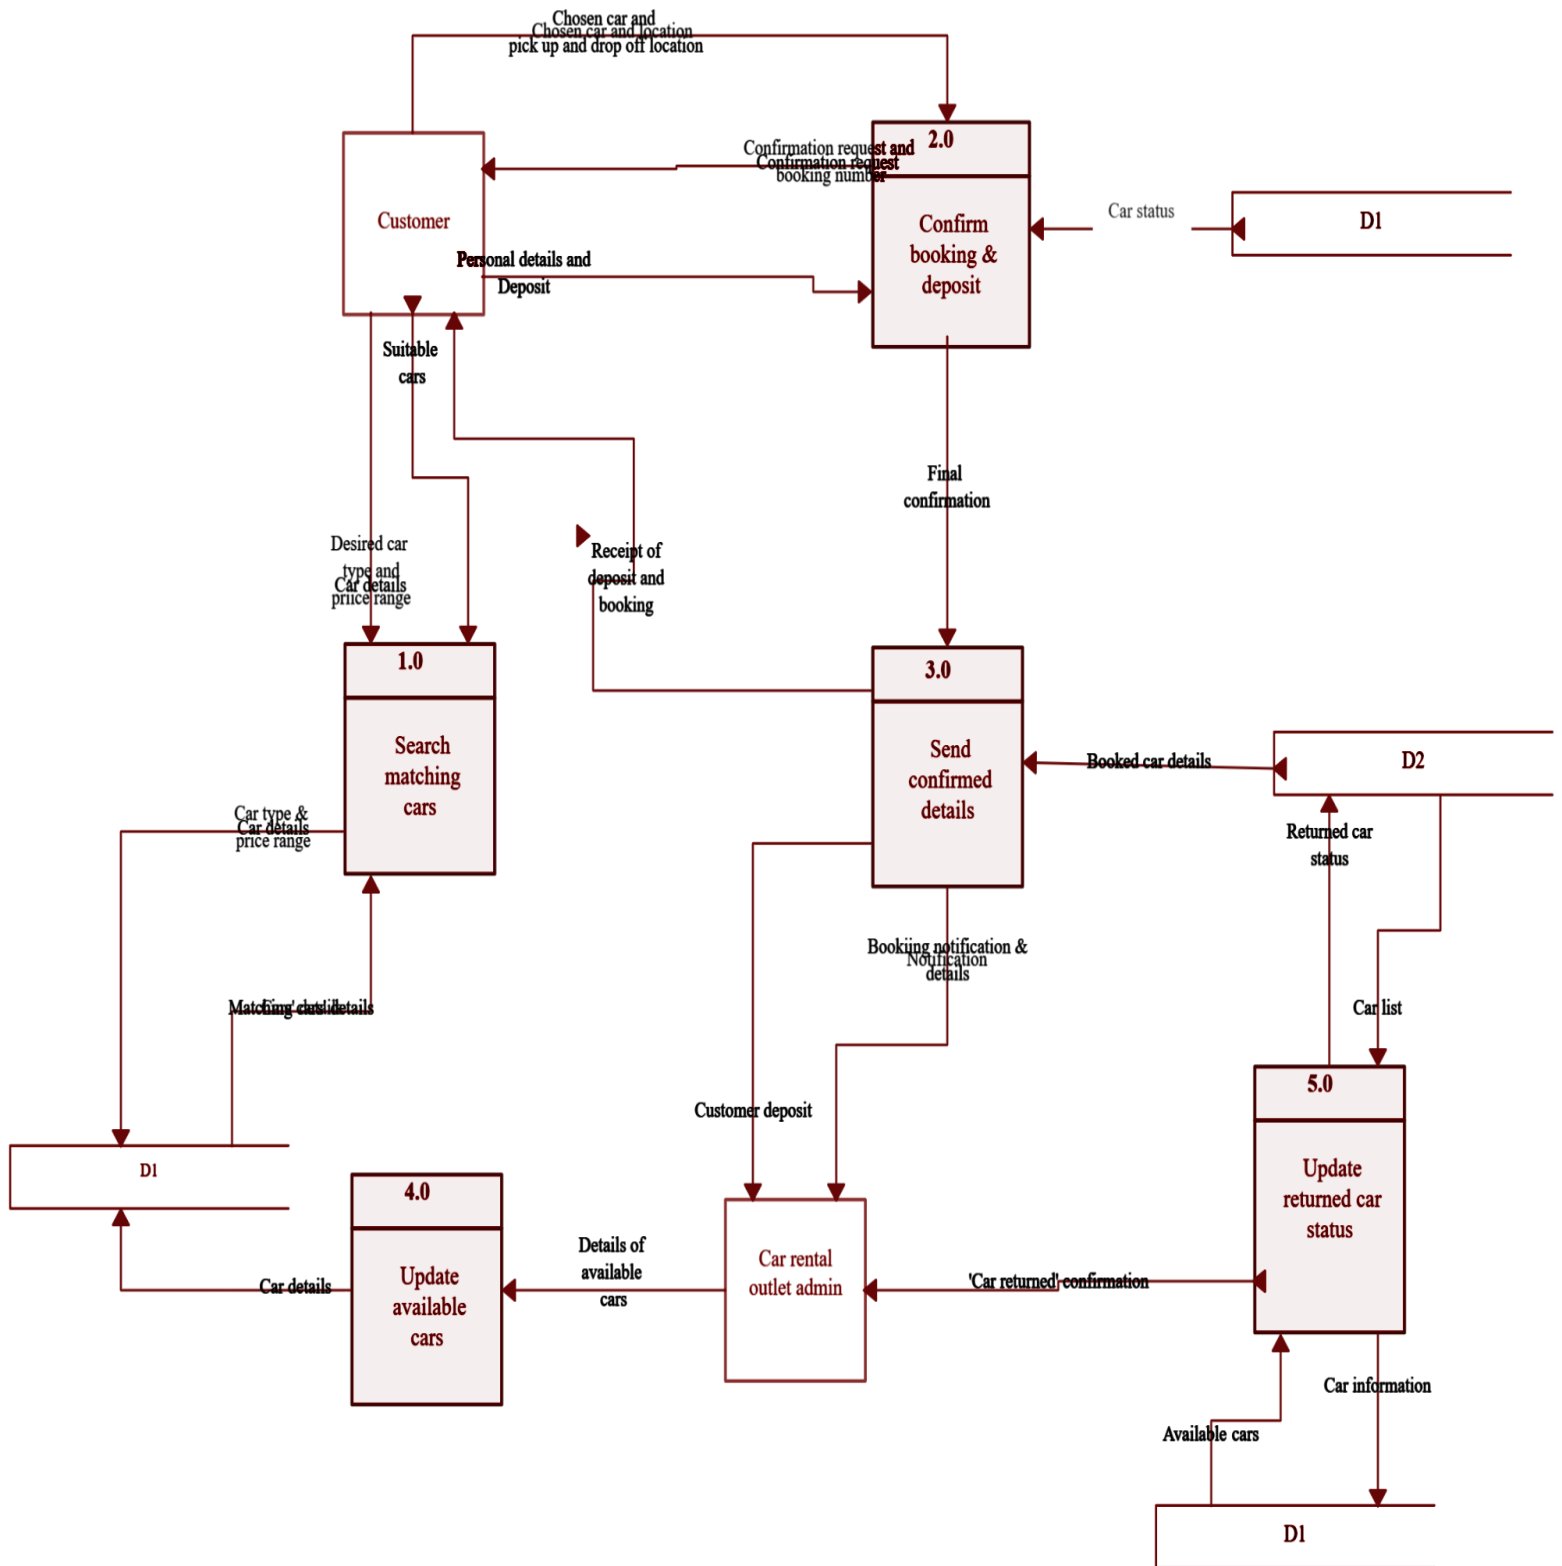 Chosen car and
Chosen car and location
pick up and drop off location
2.0
Confirmation request and
Confirmation request
booking number
Customer
Confirm
booking &
deposit
Car status
D1
Personal details and
Deposit
Suitable
cars
Final
confirmation
Desired car
type and
Car details
priice range
Receipt of
deposit and
booking
1.0
3.0
Search
matching
cars
Send
confirmed
details
Booked car details
D2
Car type &
Car details
price range
Returned car
status
Bookiing notification &
Notification
details
Matching cars' details
Car list
5.0
Customer deposit
D1
4.0
Update
returned car
status
Details of
available
cars
Car rental
outlet admin
Update
available
cars
Car details
'Car returned' confirmation
Car information
Available cars
D1